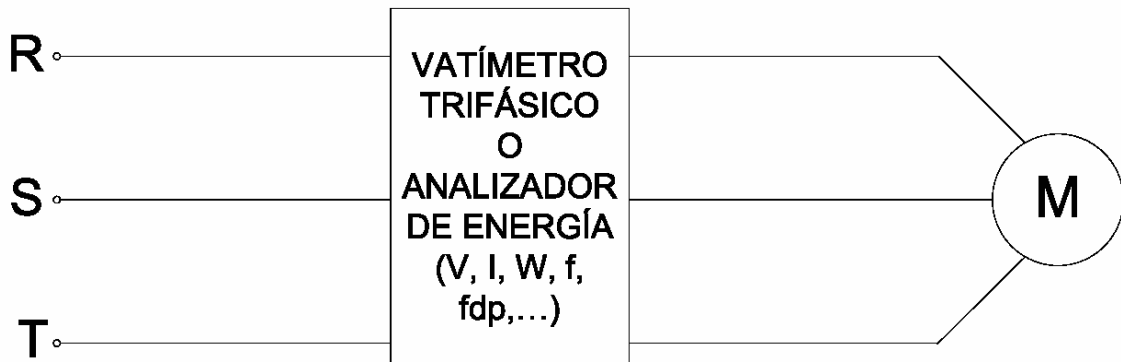 R
VATÍMETRO
TRIFÁSICO
O
S
ANALIZADOR
DE ENERGÍA
(V, I, W, f,
fdp,...)
M
T